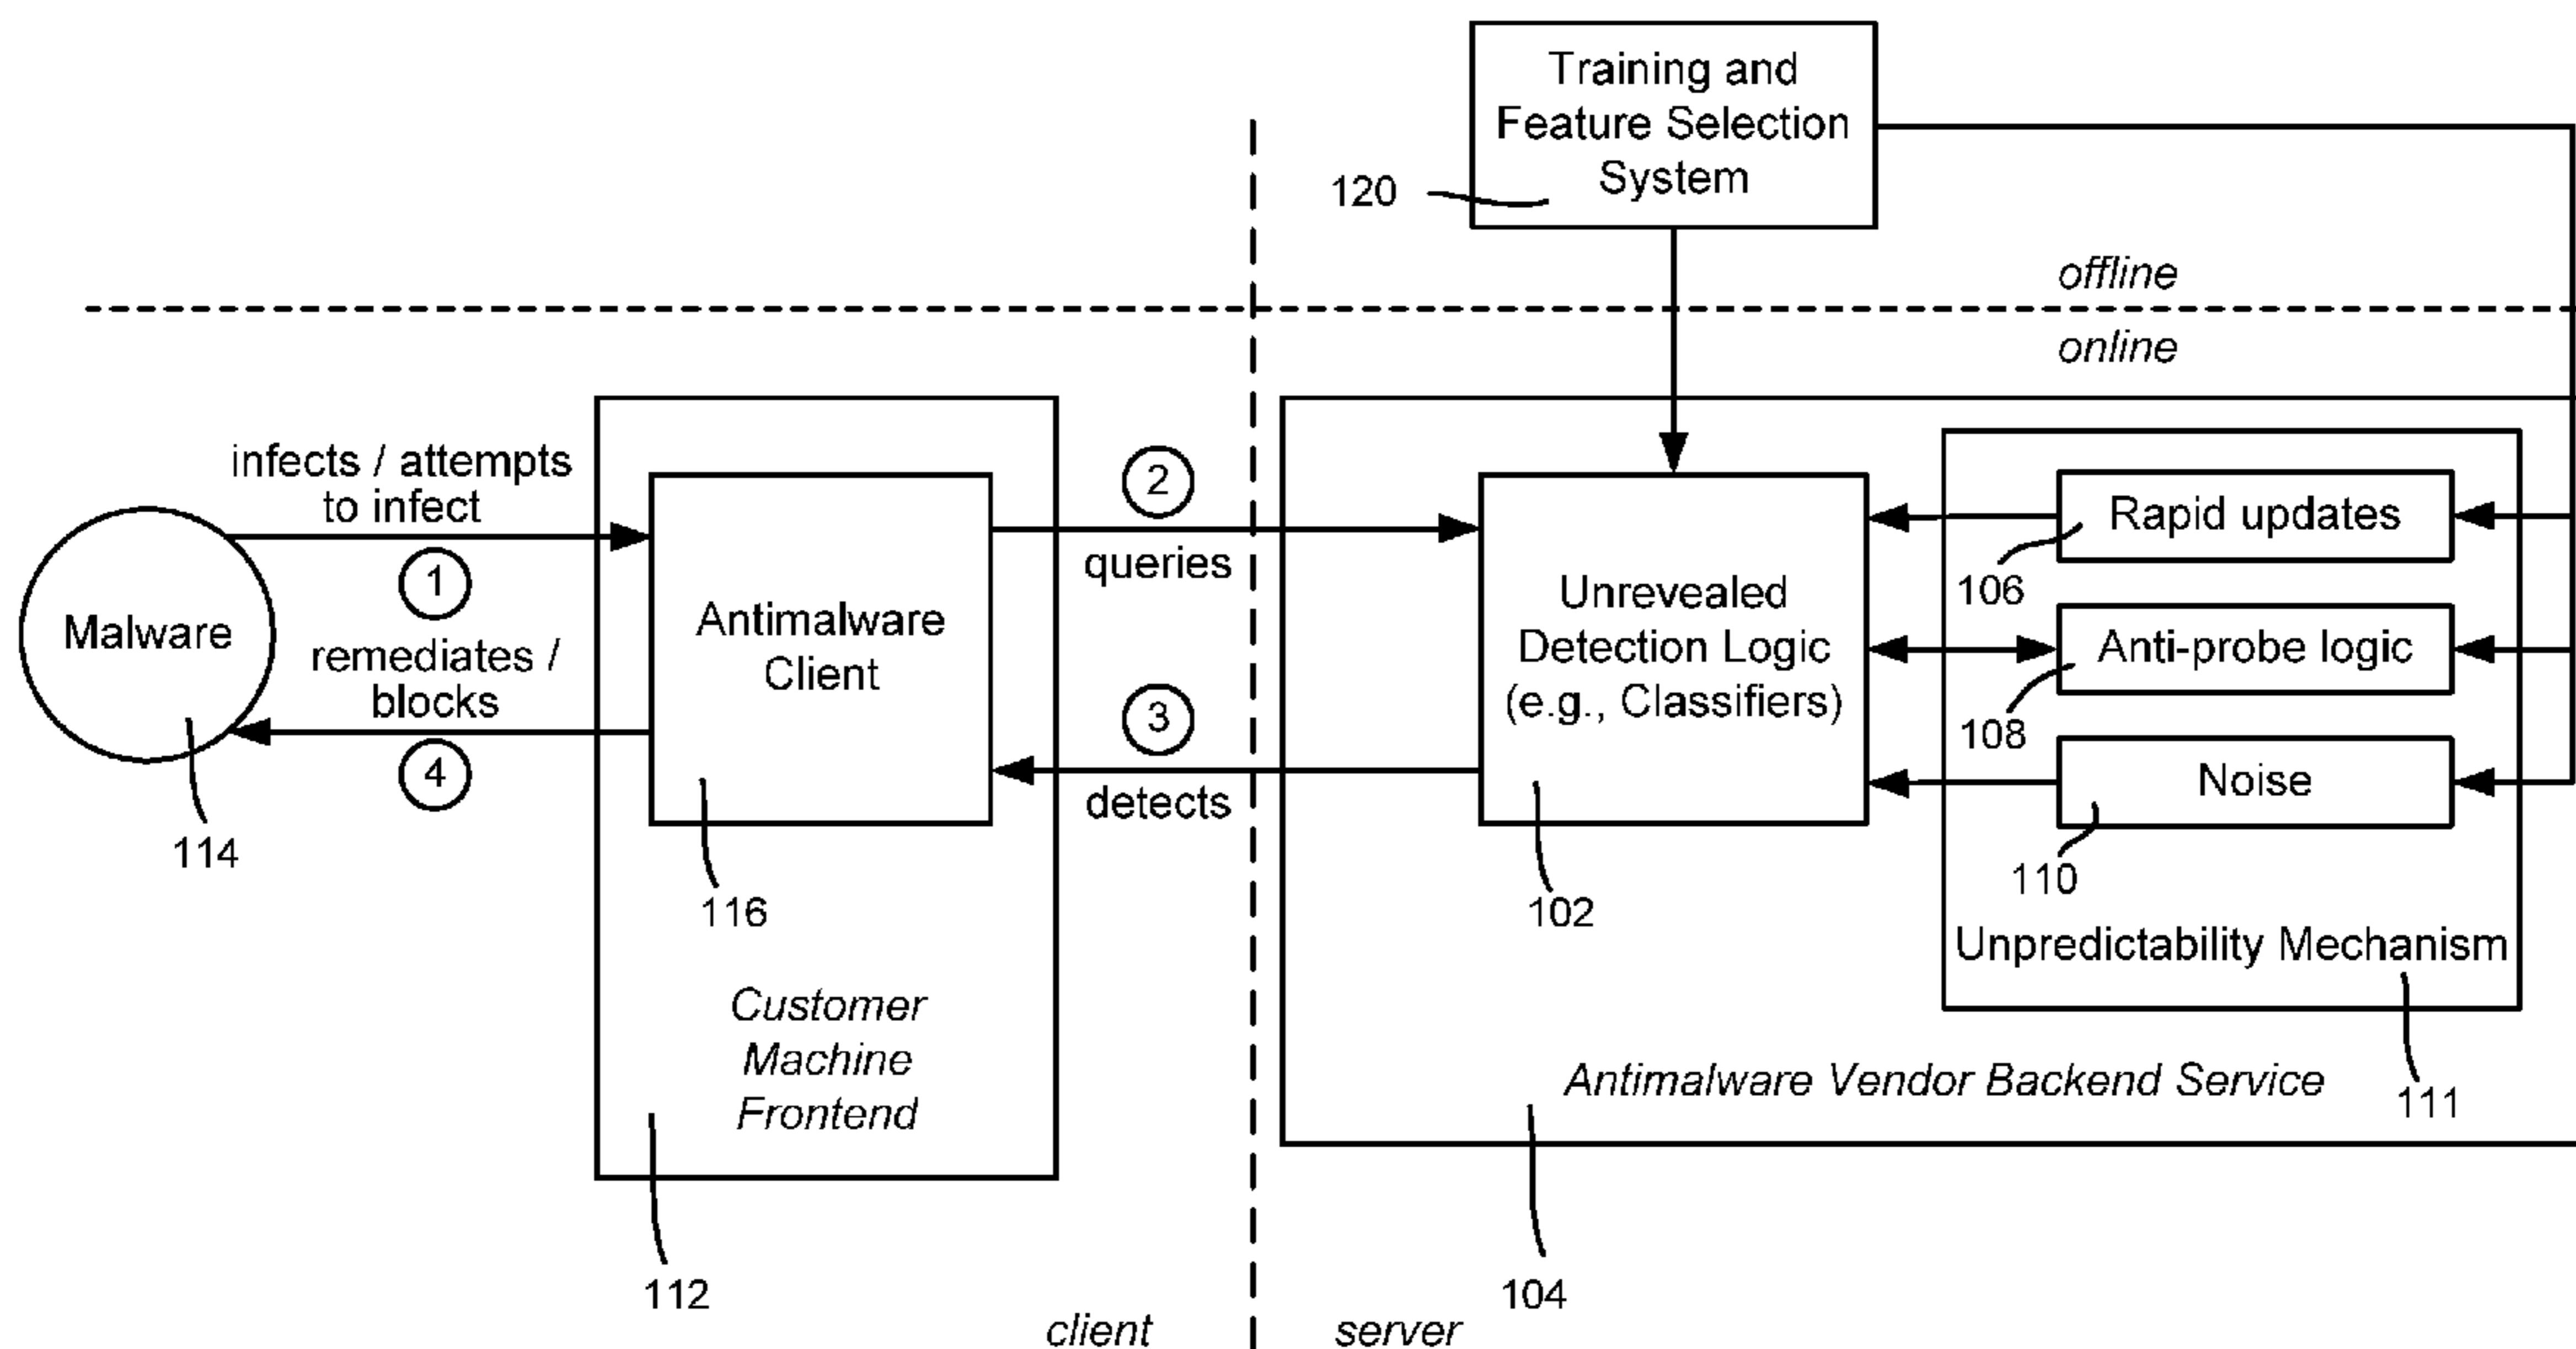 Training and
Feature Selection
System
120
offline
online
infects / attempts
to infect
1
remediates /
blocks
4
Malware
114
Antimalware
Client
116
Customer
Machine
Frontend
112
2
queries
3
detects
Unrevealed
Detection Logic
(e.g., Classifiers)
102
Rapid updates
106
Anti-probe logic
108
Noise
110
Unpredictability Mechanism
111
Antimalware Vendor Backend Service
104
client
server